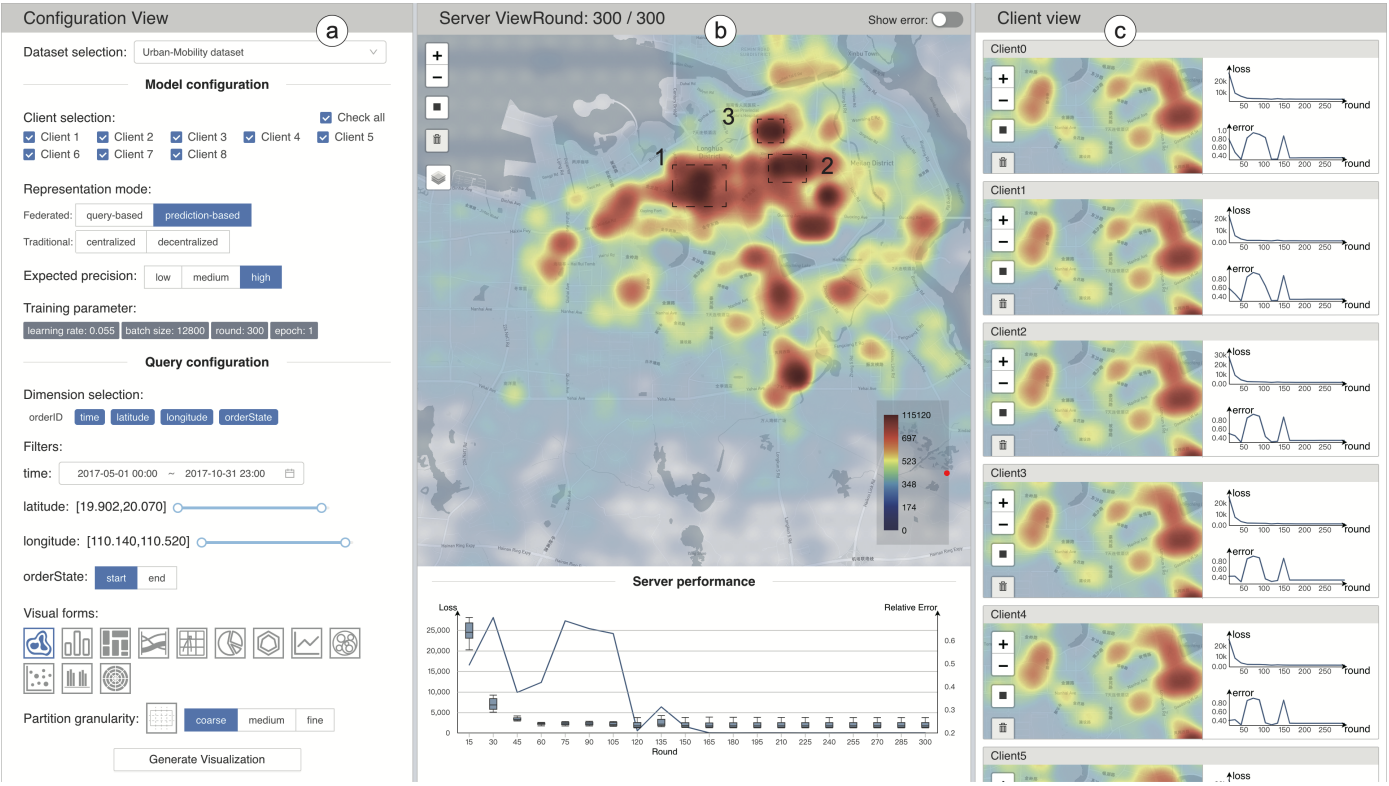 Configuration View
a
Dataset selection: Urban-Mobility dataset
Model configuration
Client selection: Check all
Client 1 Client 2 Client 3 Client 4 Client 5
Client 6 Client 7 Client 8
Representation mode:
Federated: query-based prediction-based
Traditional: centralized decentralized
Expected precision: low medium high
Training parameter:
learning rate: 0.055 batch size: 12800 round: 300 epoch: 1
Query configuration
Dimension selection:
orderID time latitude longitude orderState
Filters:
time: 2017-05-01 00:00 ~ 2017-10-31 23:00
latitude: [19.902,20.070]
longitude: [110.140,110.520]
orderState: start end
Visual forms:
Partition granularity: coarse medium fine
Generate Visualization
Server ViewRound: 300 / 300
b
Show error:
+
−
3
1
2
Longhua
Meilan District
115120
697
523
348
174
0
Server performance
Loss
Relative Error
25,000
20,000
15,000
10,000
5,000
0
0.6
0.5
0.4
0.3
0.2
15 30 45 60 75 90 105 120 135 150 165 180 195 210 225 240 255 270 285 300
Round
Client view
c
Client0
+
−
loss
20k
10k
50 100 150 200 250 round
error
1.0
0.80
0.60
0.40
50 100 150 200 250 round
Client1
+
−
loss
20k
10k
0.00
50 100 150 200 250 round
error
0.80
0.60
0.40
50 100 150 200 250 round
Client2
+
−
loss
30k
20k
10k
0.00
50 100 150 200 250 round
error
0.80
0.60
0.40
50 100 150 200 250 round
Client3
+
−
loss
20k
10k
0.00
50 100 150 200 250 round
error
0.80
0.60
0.40
50 100 150 200 250 round
Client4
+
−
loss
20k
10k
0.00
50 100 150 200 250 round
error
0.80
0.60
0.40
50 100 150 200 250 round
Client5
+
loss